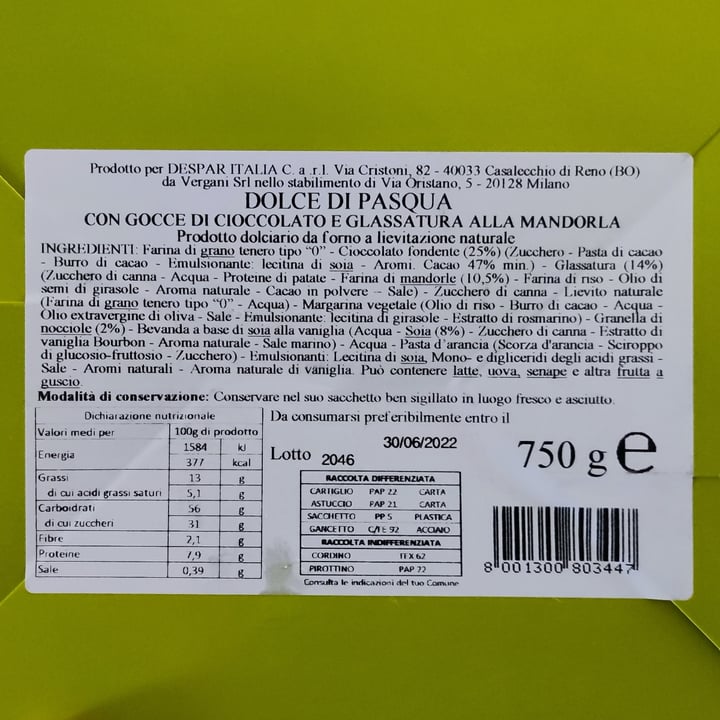 Prodotto per DESPAR ITALIA C. a .r.l. Via Cristoni, 82 - 40033 Casalecchio di Reno (BO)
da Vergani Srl nello stabilimento di Via Oristano, 5 - 20128 Milano
DOLCE DI PASQUA
CON GOCCE DI CIOCCOLATO E GLASSATURA ALLA MANDORLA
Prodotto dolciario da forno a lievitazione naturale
INGREDIENTI: Farina di grano tenero tipo "0" - Cioccolato fondente (25%) (Zucchero - Pasta di cacao
- Burro di cacao - Emulsionante: lecitina di soia - Aromi. Cacao 47% min.) - Glassatura (14%)
(Zucchero di canna - Acqua - Proteine di patate - Farina di mandorle (10,5%) - Farina di riso - Olio di
semi di girasole - Aroma naturale - Cacao in polvere – Sale) - Zucchero di canna - Lievito naturale
(Farina di grano tenero tipo "0" - Acqua) - Margarina vegetale (Olio di riso - Burro di cacao - Acqua -
Olio extravergine di oliva - Sale - Emulsionante: lecitina di girasole - Estratto di rosmarino) - Granella di
nocciole (2%) - Bevanda a base di soia alla vaniglia (Acqua - Soia (8%) - Zucchero di canna - Estratto di
vaniglia Bourbon - Aroma naturale - Sale marino) - Acqua - Pasta d'arancia (Scorza d'arancia - Sciroppo
di glucosio-fruttosio - Zucchero) - Emulsionanti: Lecitina di soia, Mono- e digliceridi degli acidi grassi -
Sale - Aromi naturali - Aroma naturale di vaniglia. Può contenere latte, uova, senape e altra frutta a
guscio.
Modalità di conservazione: Conservare nel suo sacchetto ben sigillato in luogo fresco e asciutto.
Dichiarazione nutrizionale
Valori medi per 100g di prodotto
Energia 1584 kJ
377 kcal
Grassi 13 g
di cui acidi grassi saturi 5,1 g
Carboidrati 56 g
di cui zuccheri 31 g
Fibre 2,1 g
Proteine 7,9 g
Sale 0,39 g
Da consumarsi preferibilmente entro il
30/06/2022
Lotto 2046
RACCOLTA DIFFERENZIATA
CARTIGLIO PAP 22 CARTA
ASTUCCIO PAP 21 CARTA
SACCHETTO PP 5 PLASTICA
GANCETTO C/FE 92 ACCIAIO
RACCOLTA INDIFFERENZIATA
CORDINO TEX 62
PIROTTINO PAP 22
Consulta le indicazioni del tuo Comune
750 g e
8 001300 803447